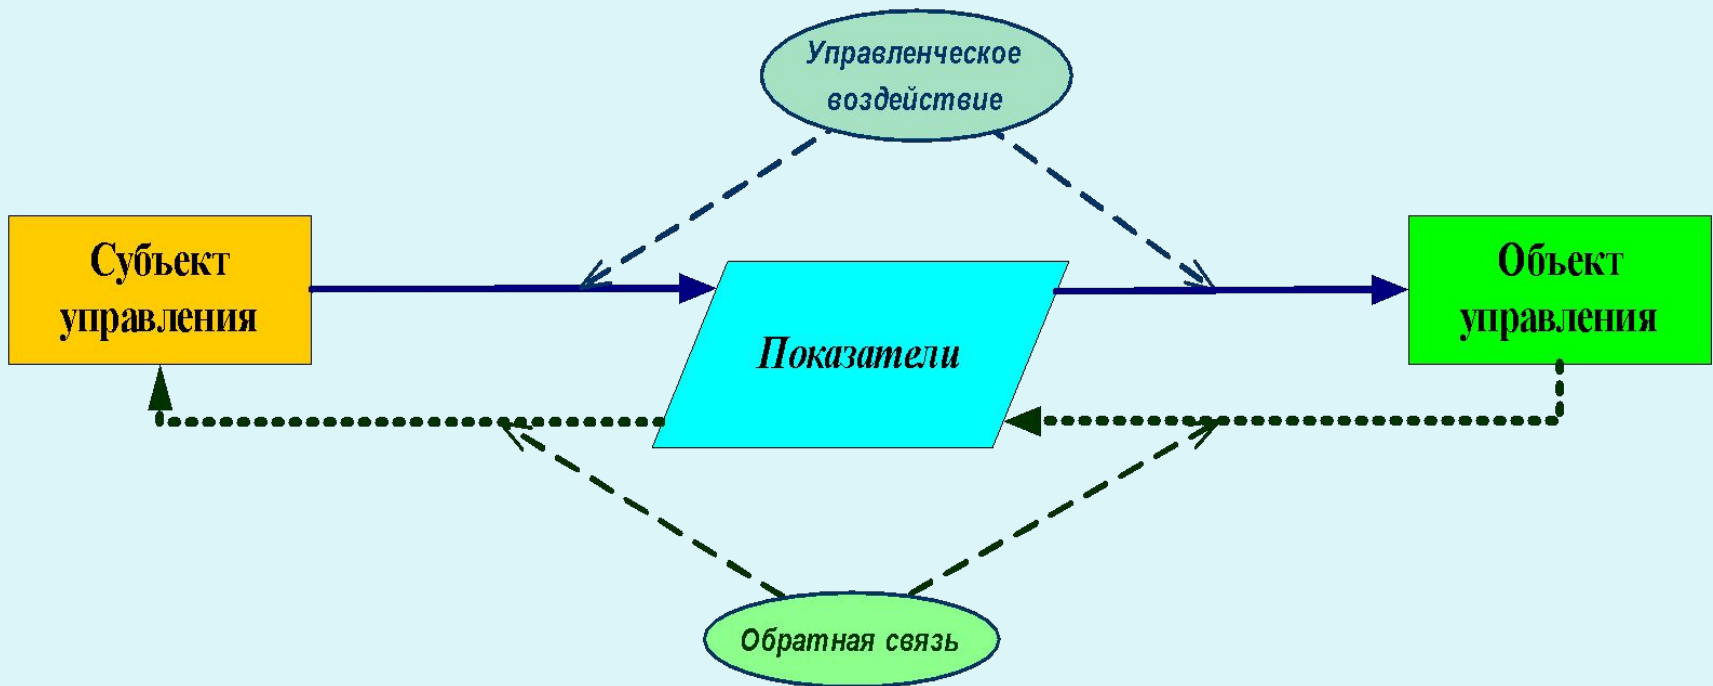 Управленческое
воздействие
Субъект
управления
Показатели
Объект
управления
Обратная связь